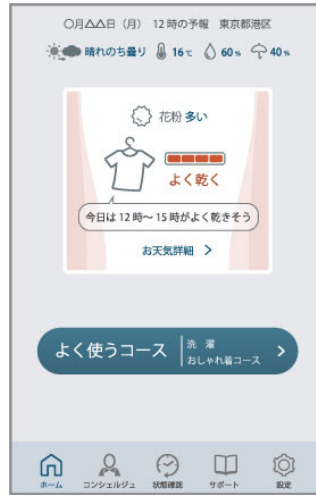 〇月△△日（月） 12時の予報 東京都港区
晴れのち曇り 16℃ 60% 40%
花粉 多い
よく乾く
今日は12時〜15時がよく乾きそう
お天気詳細 >
よく使うコース
洗 濯
おしゃれ着コース
ホーム コンシェルジュ 状態確認 サポート 設定